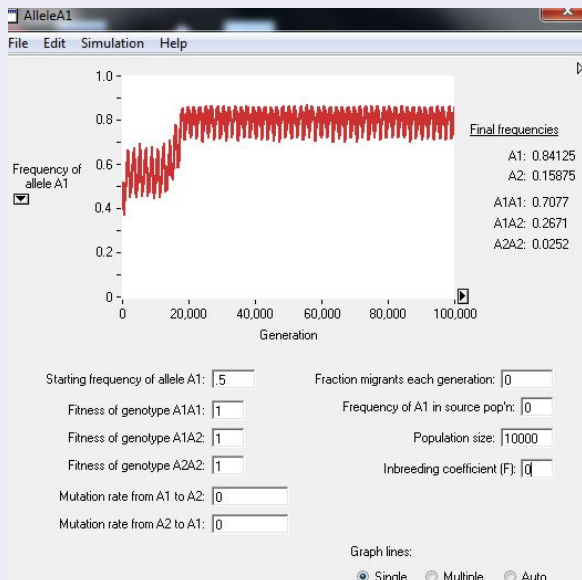 AlleleA1
File Edit Simulation Help
1.0
0.8
0.6
0.4
0.2
0
Frequency of
allele A1
0 20,000 40,000 60,000 80,000 100,000
Generation
Final frequencies
A1: 0.84125
A2: 0.15875
A1A1: 0.7077
A1A2: 0.2671
A2A2: 0.0252
Starting frequency of allele A1: .5
Fitness of genotype A1A1: 1
Fitness of genotype A1A2: 1
Fitness of genotype A2A2: 1
Mutation rate from A1 to A2: 0
Mutation rate from A2 to A1: 0
Fraction migrants each generation: 0
Frequency of A1 in source pop'n: 0
Population size: 10000
Inbreeding coefficient (F): 0
Graph lines:
Single Multiple Auto